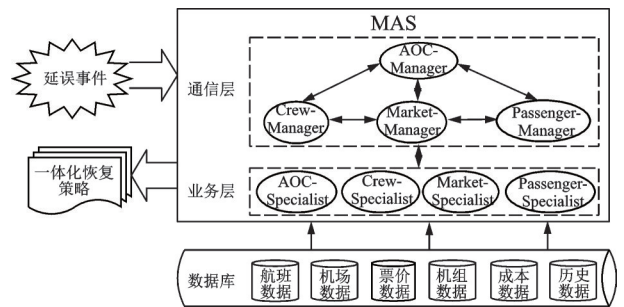 MAS
延误事件
通信层
AOC-
Manager
Crew-
Manager
Market-
Manager
Passenger-
Manager
一体化恢复
策略
业务层
AOC-
Specialist
Crew-
Specialist
Market-
Specialist
Passenger-
Specialist
数据库
航班
数据
机场
数据
票价
数据
机组
数据
成本
数据
历史
数据